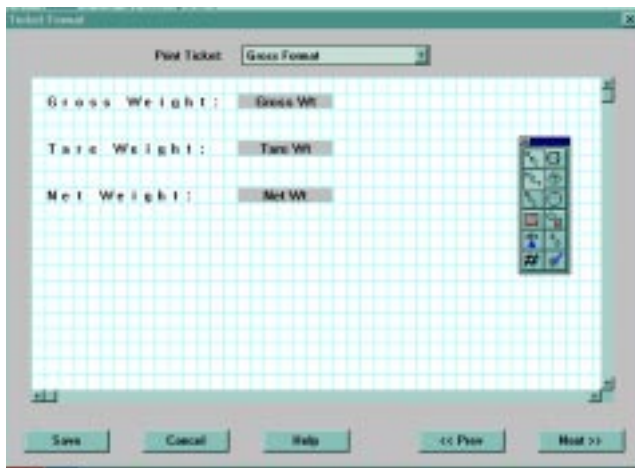 Ticket Format
Print Ticket: Gross Format
Gross Weight: Gross Wt
Tare Weight: Tare Wt
Net Weight: Net Wt
Save Cancel Help << Prev Next >>